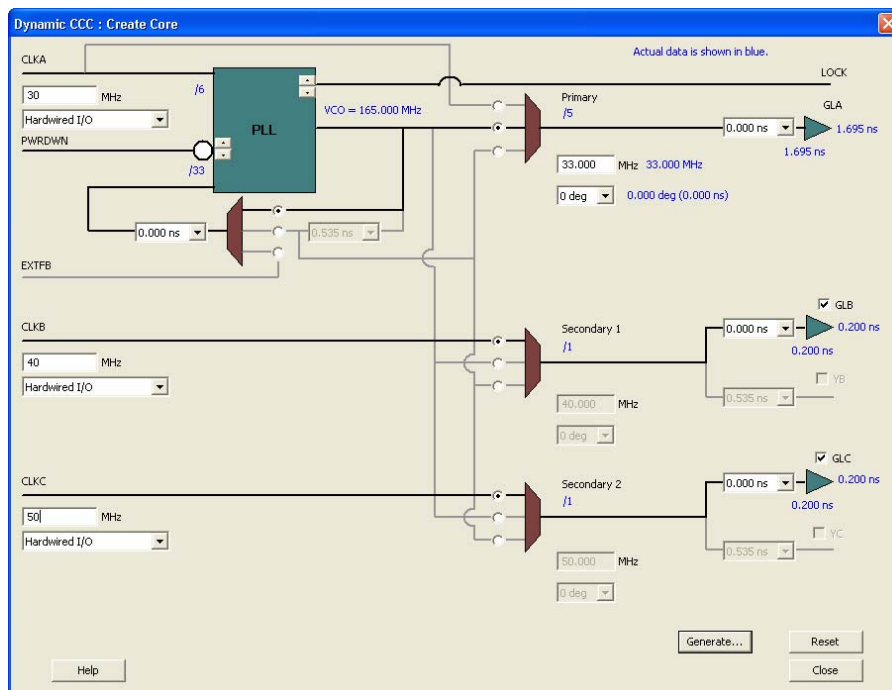 Dynamic CCC : Create Core
Actual data is shown in blue.
CLKA
LOCK
30 MHz
/6
Hardwired I/O
VCO = 165.000 MHz
Primary
/5
GLA
PLL
0.000 ns
1.695 ns
1.695 ns
PWRDWN
/33
33.000 MHz 33.000 MHz
0 deg
0.000 deg (0.000 ns)
0.000 ns
0.535 ns
EXTFB
GLB
CLKB
Secondary 1
/1
0.000 ns
0.200 ns
0.200 ns
40 MHz
Hardwired I/O
YB
40.000 MHz
0.535 ns
0 deg
GLC
CLKC
Secondary 2
/1
0.000 ns
0.200 ns
0.200 ns
50 MHz
Hardwired I/O
YC
50.000 MHz
0.535 ns
0 deg
Generate...
Reset
Help
Close